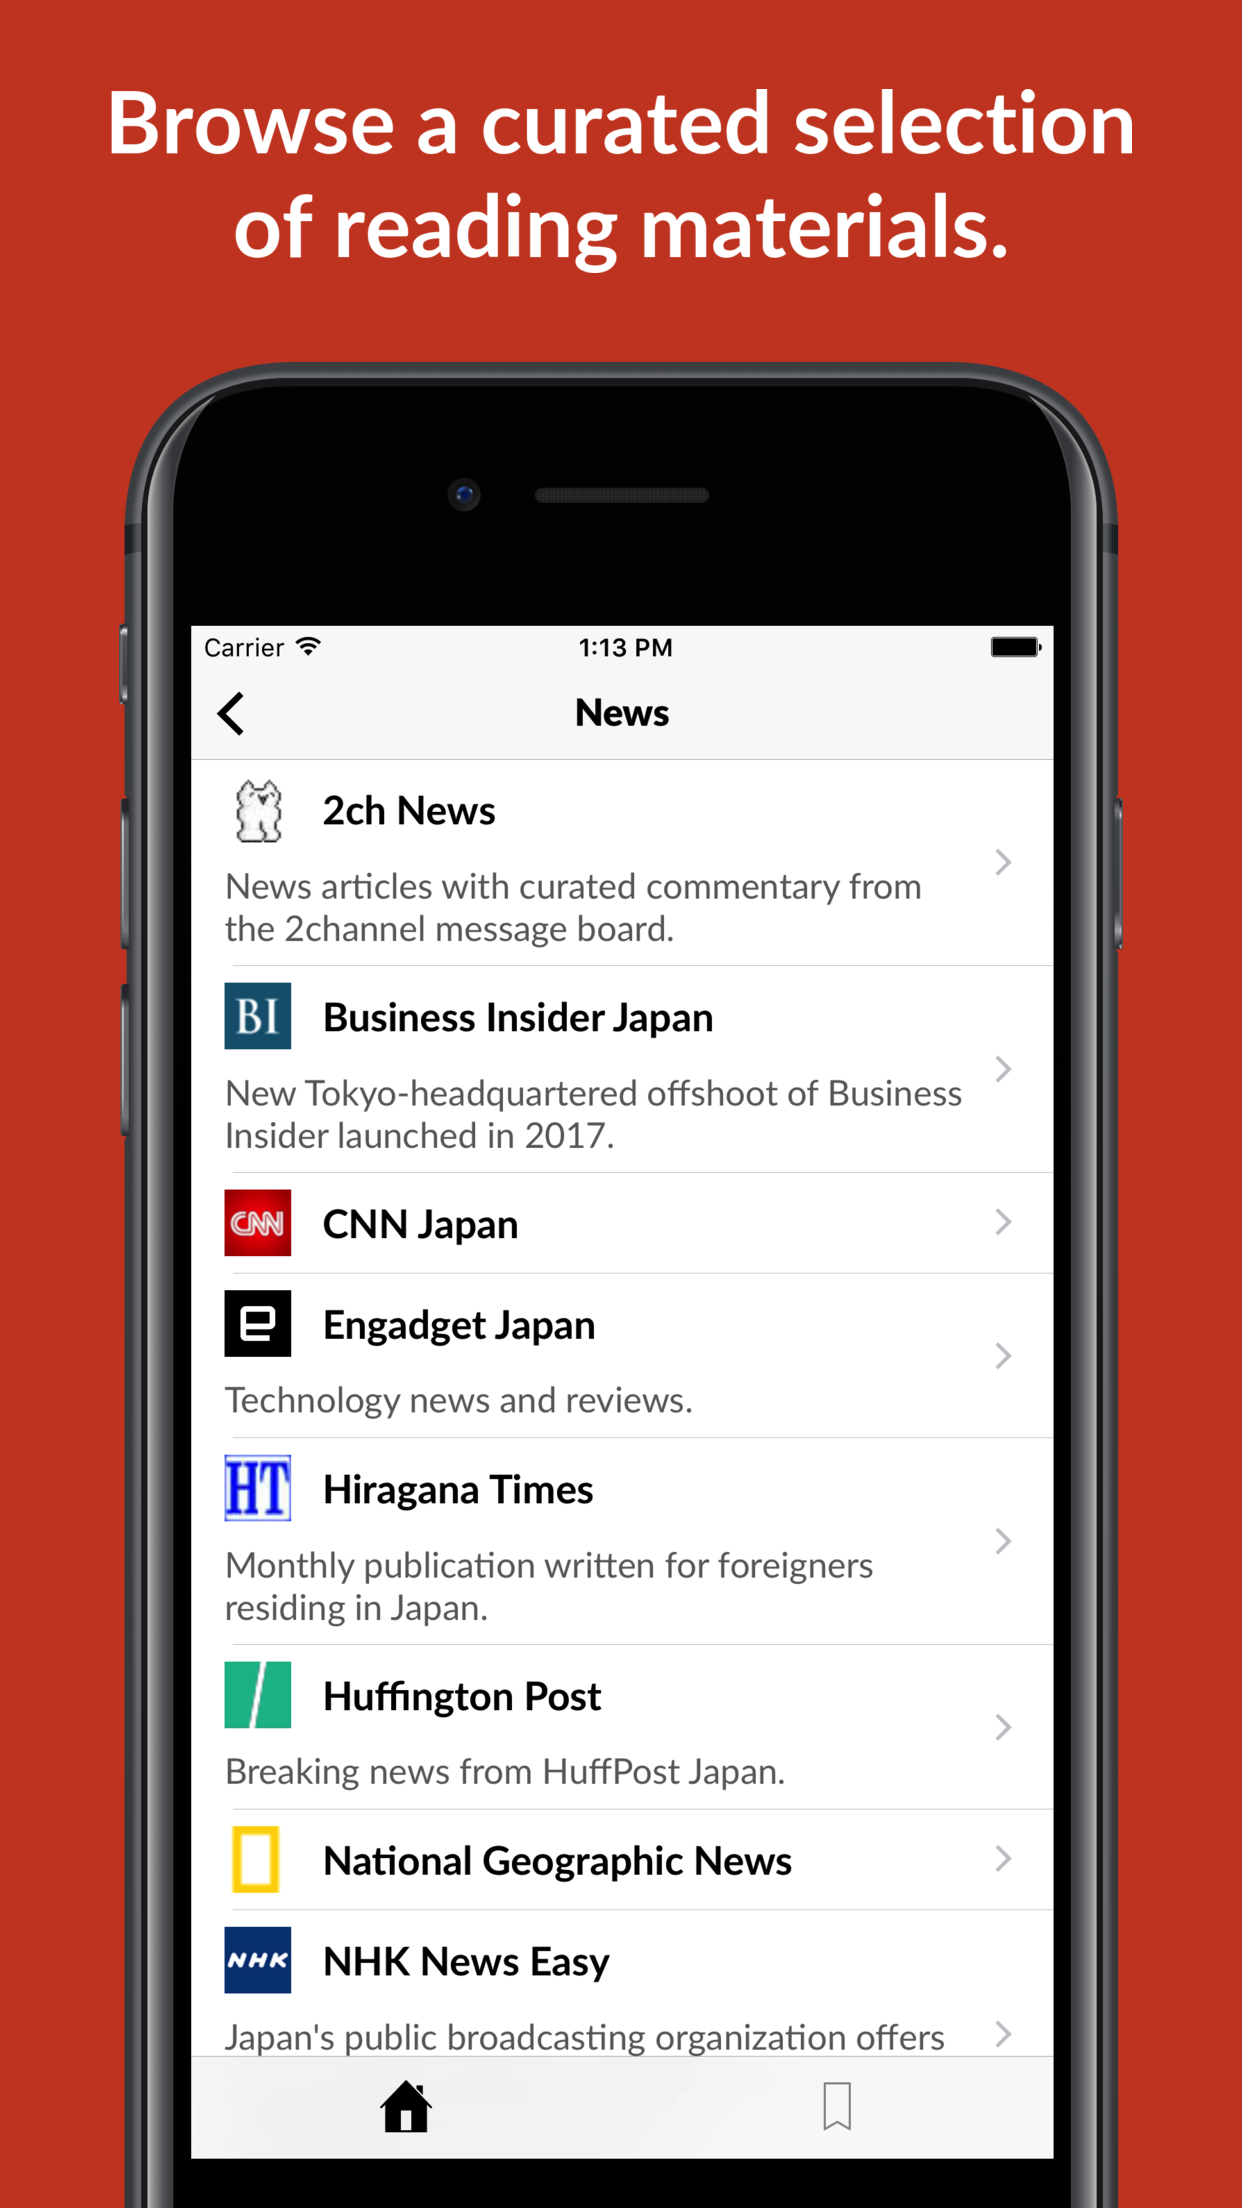 Browse a curated selection
of reading materials.
Carrier
1:13 PM
News
2ch News
News articles with curated commentary from
the 2channel message board.
BI
Business Insider Japan
New Tokyo-headquartered offshoot of Business
Insider launched in 2017.
CNN
CNN Japan
e
Engadget Japan
Technology news and reviews.
HT
Hiragana Times
Monthly publication written for foreigners
residing in Japan.
Huffington Post
Breaking news from HuffPost Japan.
National Geographic News
NHK
NHK News Easy
Japan's public broadcasting organization offers